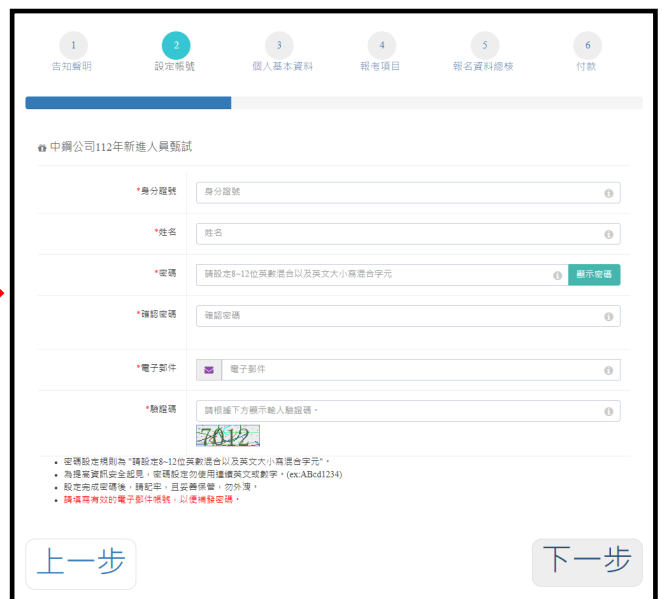 1 2 3 4 5 6
告知聲明 設定帳號 個人基本資料 報考項目 報名資料總核 付款
中鋼公司112年新進人員甄試
*身分證號 身分證號
*姓名 姓名
*密碼 請設定8~12位英數混合以及英文大小寫混合字元 顯示密碼
*確認密碼 確認密碼
*電子郵件 電子郵件
*驗證碼 請根據下方顯示輸入驗證碼。
7012
• 密碼設定規則為 "請設定8~12位英數混合以及英文大小寫混合字元"。
• 為提高資訊安全起見，密碼設定勿使用連續英文或數字。(ex:ABcd1234)
• 設定完成密碼後，請記牢，且妥善保管，勿外洩。
• 請填寫有效的電子郵件帳號，以便補發密碼。
上一步 下一步